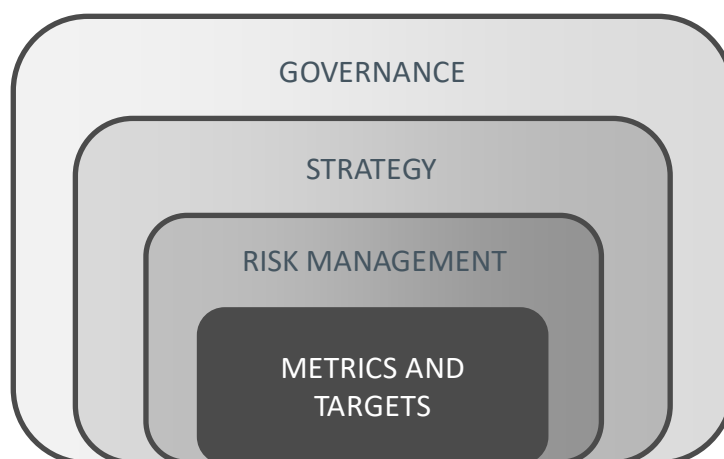 GOVERNANCE
STRATEGY
RISK MANAGEMENT
METRICS AND
TARGETS